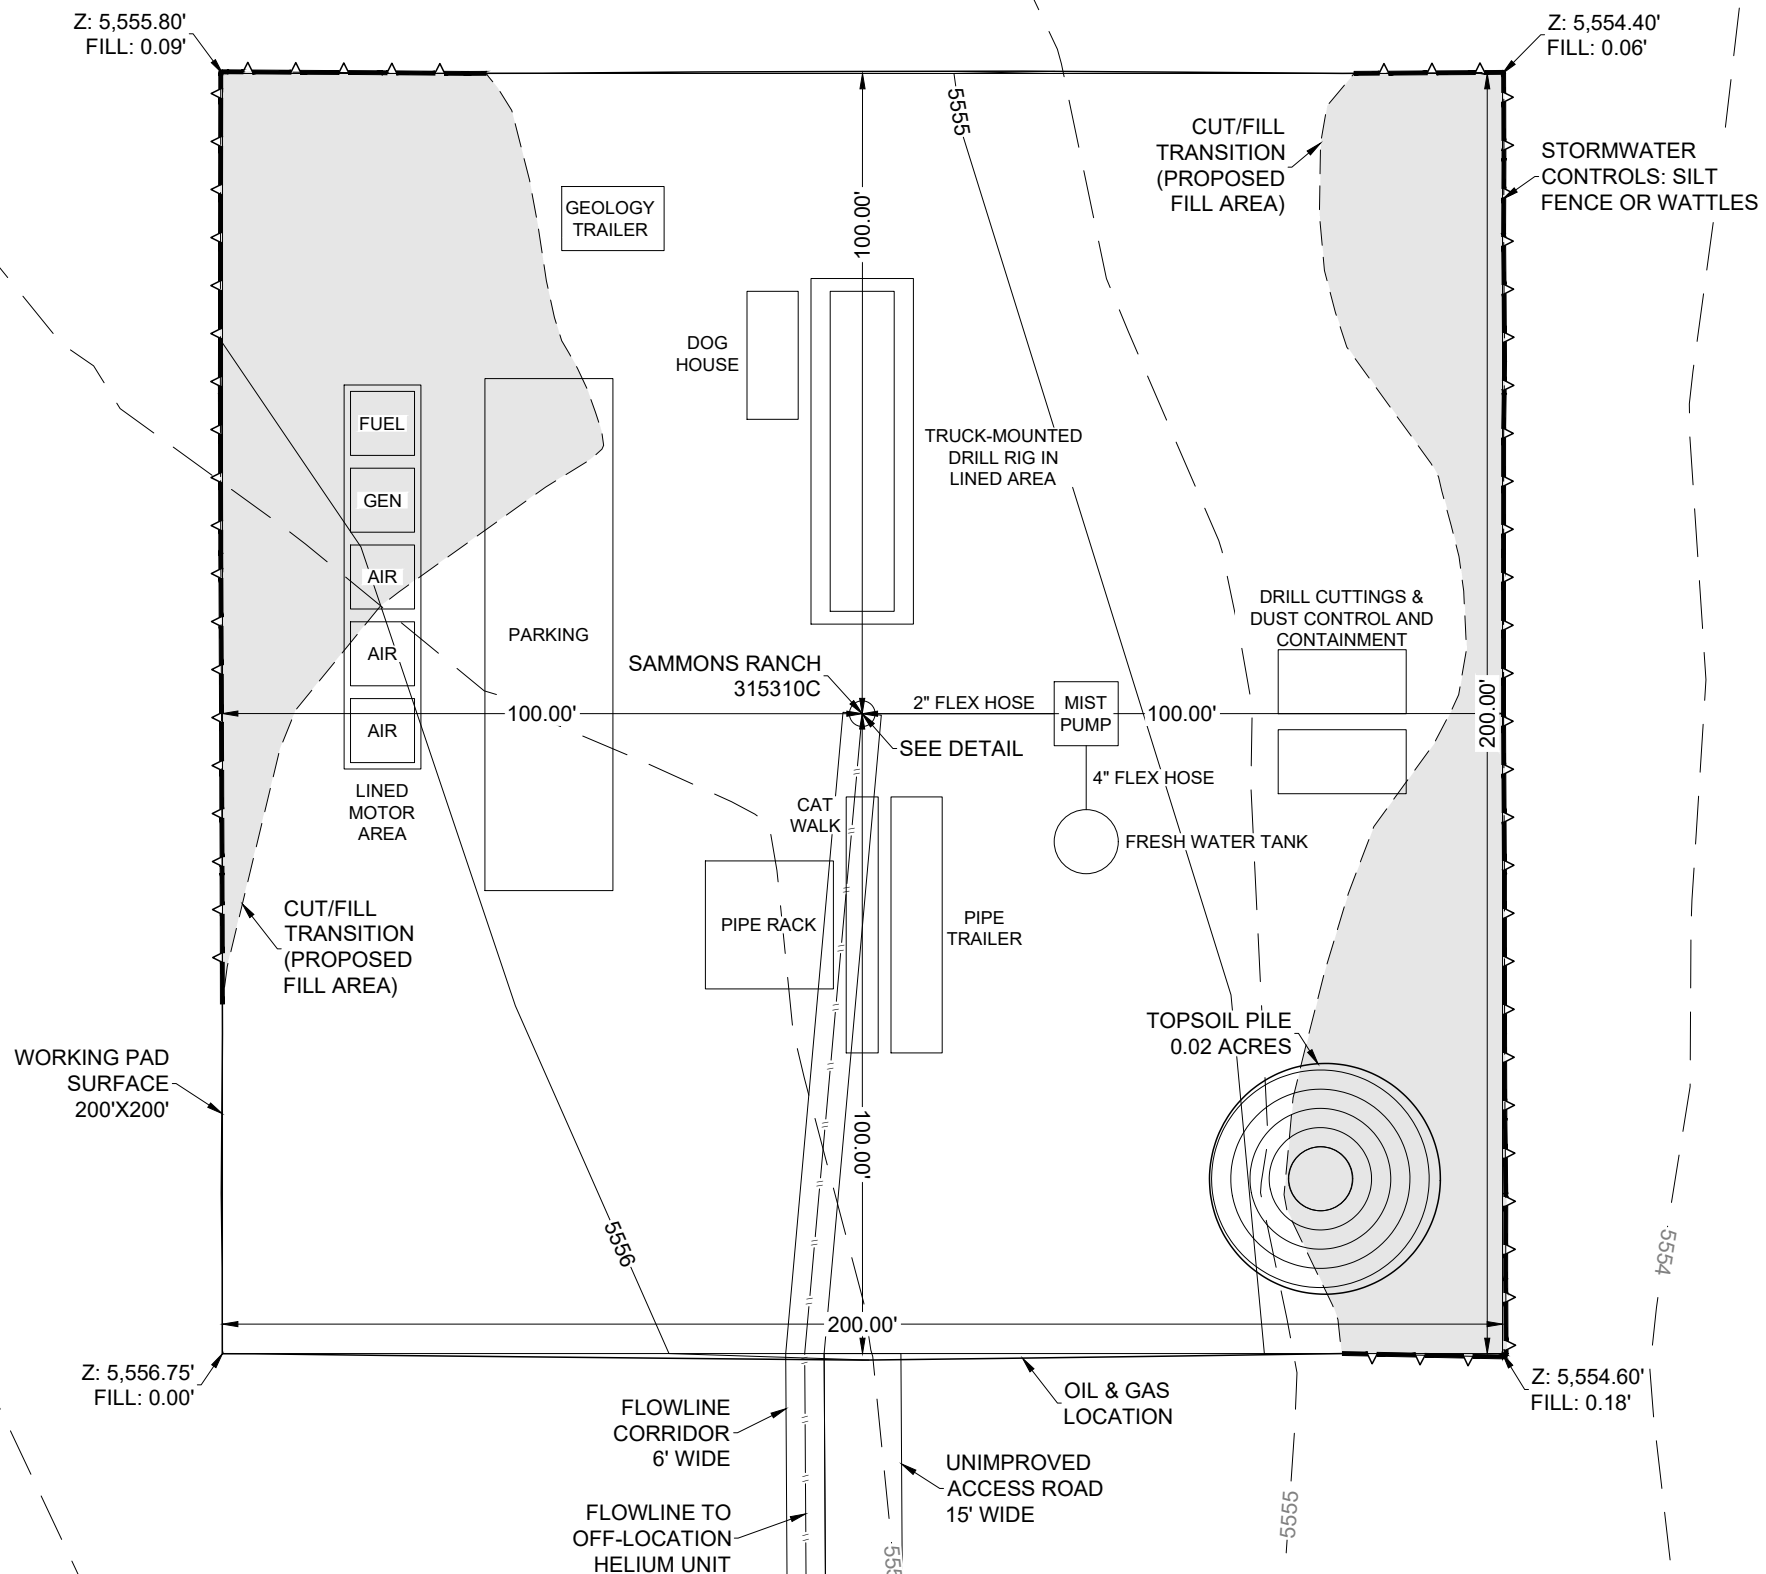 Z: 5,555.80'
FILL: 0.09'
Z: 5,554.40'
FILL: 0.06'
5555
CUT/FILL
TRANSITION
(PROPOSED
FILL AREA)
STORMWATER
CONTROLS: SILT
FENCE OR WATTLES
GEOLOGY
TRAILER
100.00'
DOG
HOUSE
FUEL
GEN
AIR
AIR
AIR
LINED
MOTOR
AREA
PARKING
TRUCK-MOUNTED
DRILL RIG IN
LINED AREA
DRILL CUTTINGS &
DUST CONTROL AND
CONTAINMENT
SAMMONS RANCH
315310C
100.00'
2" FLEX HOSE
MIST
PUMP
100.00'
200.00'
SEE DETAIL
4" FLEX HOSE
CAT
WALK
FRESH WATER TANK
PIPE RACK
PIPE
TRAILER
CUT/FILL
TRANSITION
(PROPOSED
FILL AREA)
TOPSOIL PILE
0.02 ACRES
WORKING PAD
SURFACE
200'X200'
100.00'
5556
5554
200.00'
Z: 5,556.75'
FILL: 0.00'
Z: 5,554.60'
FILL: 0.18'
OIL & GAS
LOCATION
FLOWLINE
CORRIDOR
6' WIDE
UNIMPROVED
ACCESS ROAD
15' WIDE
FLOWLINE TO
OFF-LOCATION
HELIUM UNIT
5555